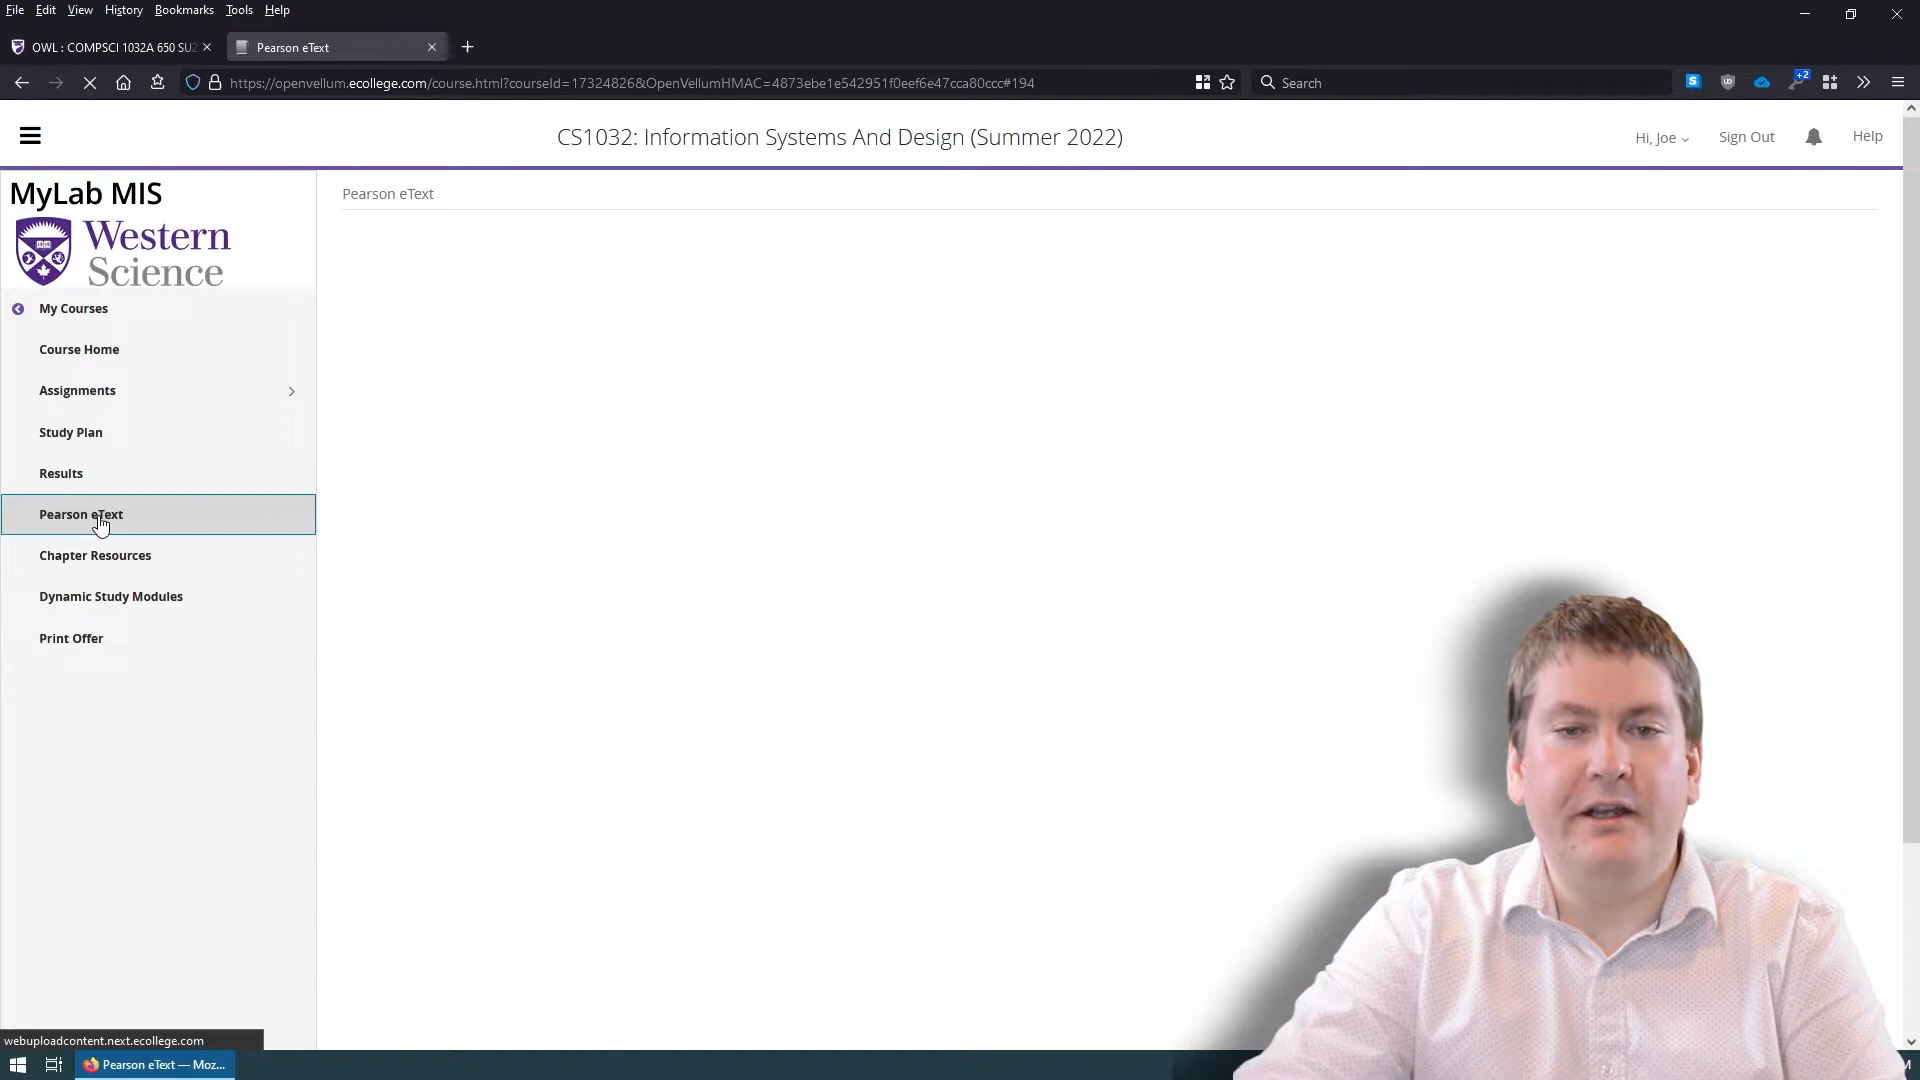 File Edit View History Bookmarks Tools Help
OWL : COMPSCI 1032A 650 SU2
Pearson eText
https://openvellum.ecollege.com/course.html?courseId=17324826&OpenVellumHMAC=4873ebe1e542951f0eef6e47cca80ccc#194
Search
+2
CS1032: Information Systems And Design (Summer 2022)
Hi, Joe
Sign Out
Help
MyLab MIS
Western
Science
Pearson eText
My Courses
Course Home
Assignments
Study Plan
Results
Pearson eText
Chapter Resources
Dynamic Study Modules
Print Offer
webuploadcontent.next.ecollege.com
Pearson eText — Moz...